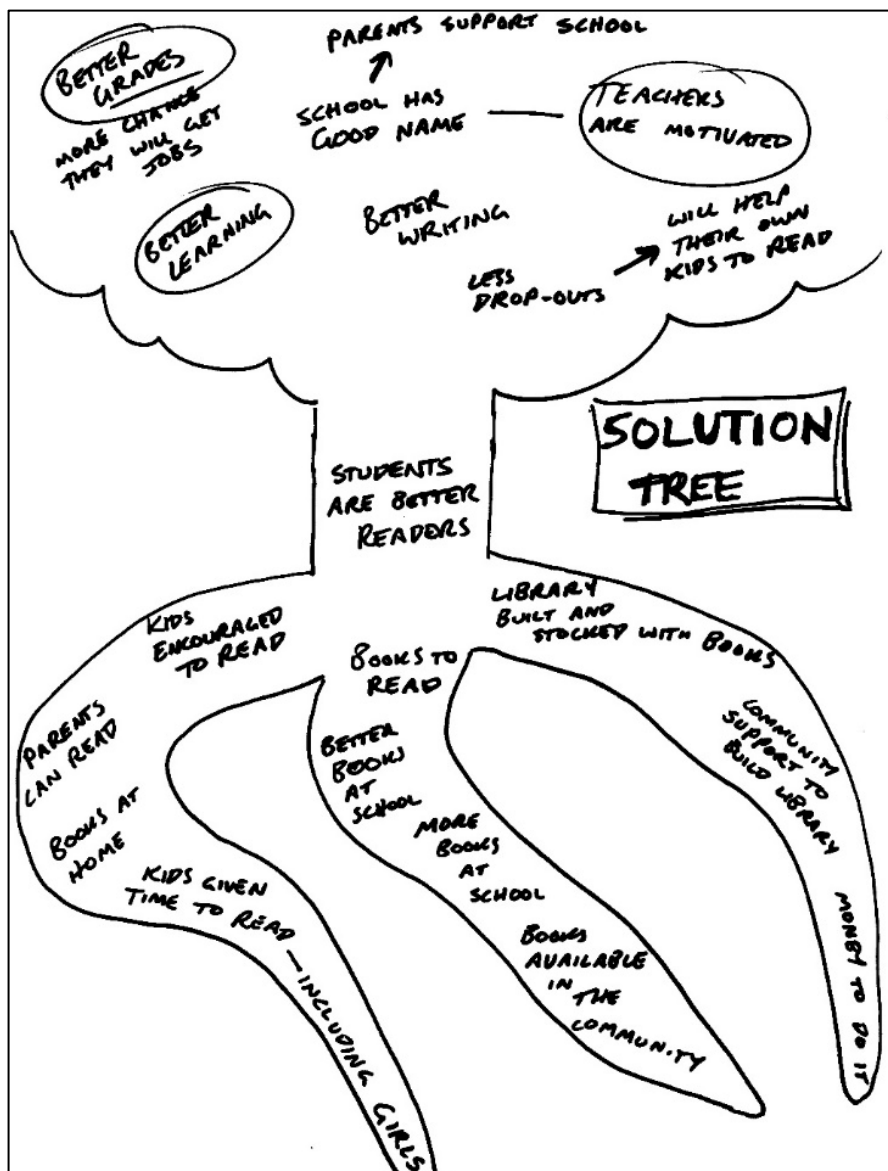 PARENTS SUPPORT SCHOOL
BETTER
GRADES
MORE CHANCE
THEY WILL GET
JOBS
SCHOOL HAS
GOOD NAME
TEACHERS
ARE MOTIVATED
BETTER
LEARNING
BETTER
WRITING
LESS
DROP-OUTS
WILL HELP
THEIR OWN
KIDS TO READ
SOLUTION
TREE
STUDENTS
ARE BETTER
READERS
KIDS
ENCOURAGED
TO READ
PARENTS
CAN READ
BOOKS AT
HOME
KIDS GIVEN
TIME TO READ — INCLUDING GIRLS
BOOKS TO
READ
BETTER
BOOKS
AT
SCHOOL
MORE
BOOKS
AT
SCHOOL
BOOKS
AVAILABLE
IN
THE
COMMUNITY
LIBRARY
BUILT AND
STOCKED WITH BOOKS
COMMUNITY
SUPPORT TO
BUILD LIBRARY
MONEY TO DO IT